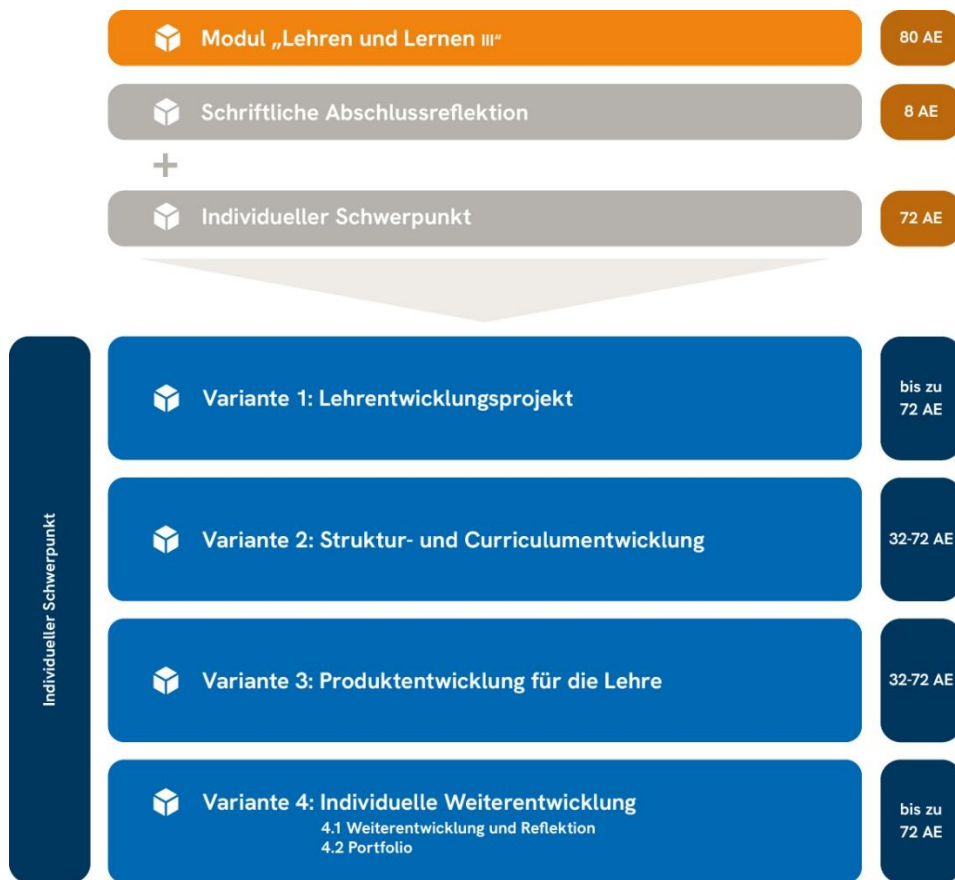 Modul „Lehren und Lernen III“
80 AE
Schriftliche Abschlussreflektion
8 AE
+
Individueller Schwerpunkt
72 AE
Individueller Schwerpunkt
Variante 1: Lehrentwicklungsprojekt
bis zu
72 AE
Variante 2: Struktur- und Curriculumentwicklung
32-72 AE
Variante 3: Produktentwicklung für die Lehre
32-72 AE
Variante 4: Individuelle Weiterentwicklung
4.1 Weiterentwicklung und Reflektion
4.2 Portfolio
bis zu
72 AE